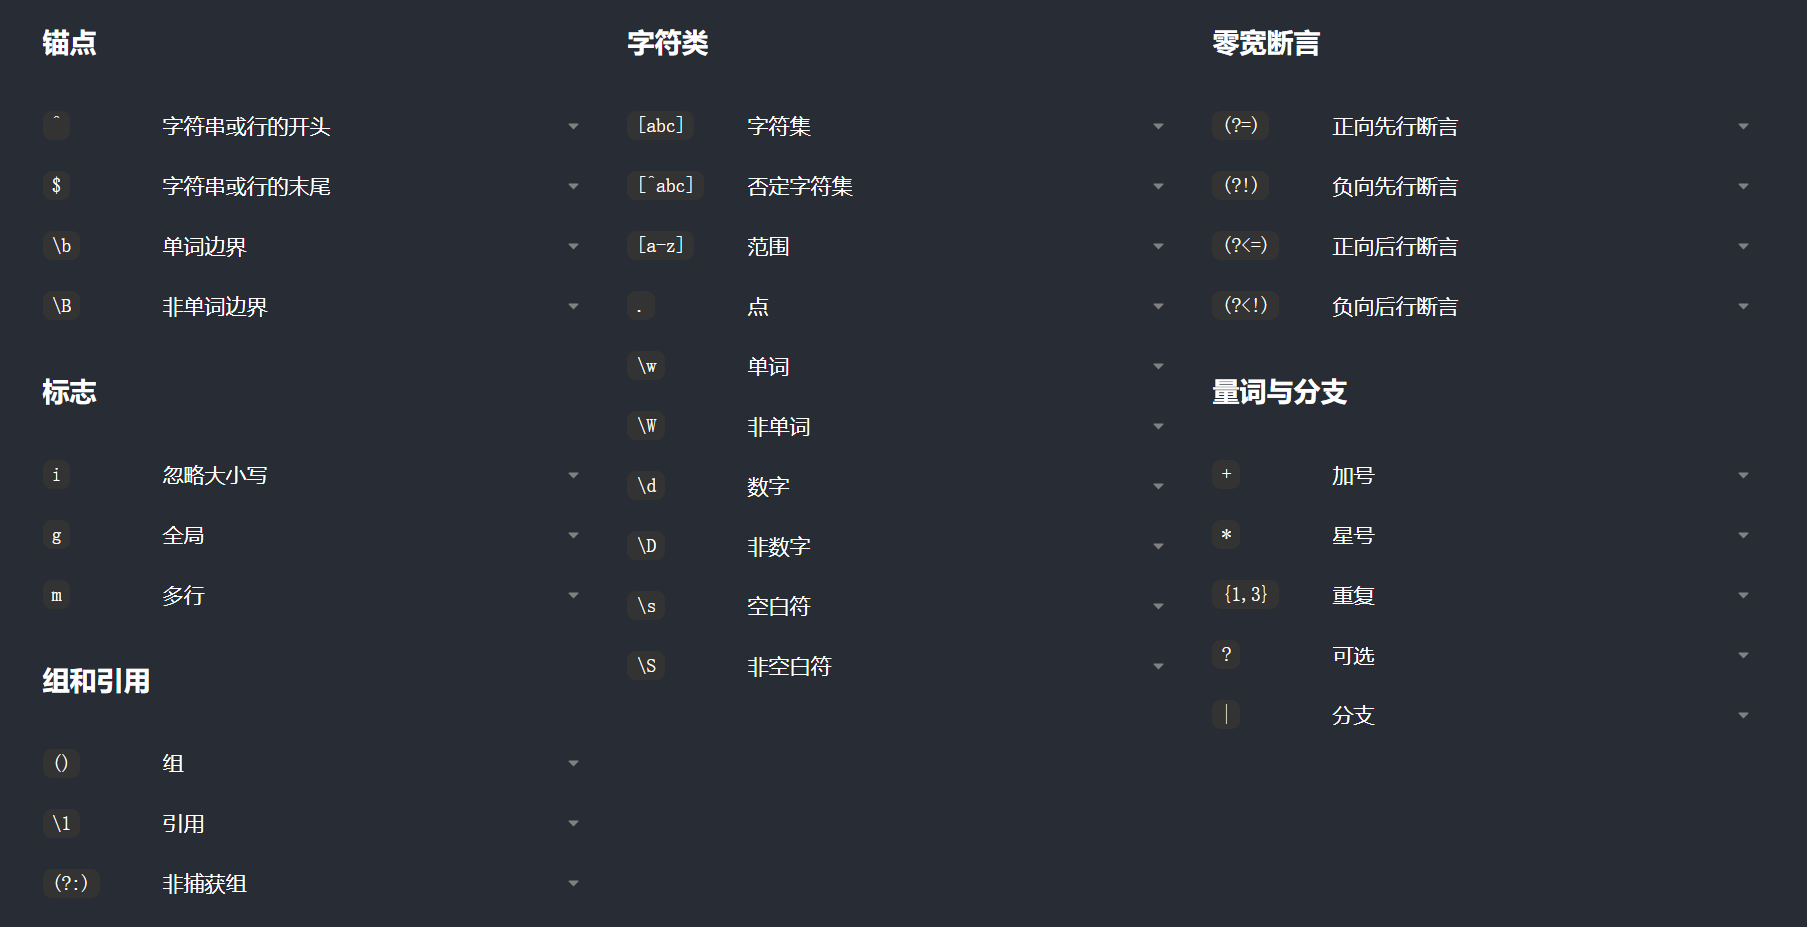 锚点
^ 字符串或行的开头
$ 字符串或行的末尾
\b 单词边界
\B 非单词边界
标志
i 忽略大小写
g 全局
m 多行
组和引用
() 组
\1 引用
(?:) 非捕获组
字符类
[abc] 字符集
[^abc] 否定字符集
[a-z] 范围
. 点
\w 单词
\W 非单词
\d 数字
\D 非数字
\s 空白符
\S 非空白符
零宽断言
(?=) 正向先行断言
(?!) 负向先行断言
(?<=) 正向后行断言
(?<!) 负向后行断言
量词与分支
+ 加号
* 星号
{1,3} 重复
? 可选
| 分支